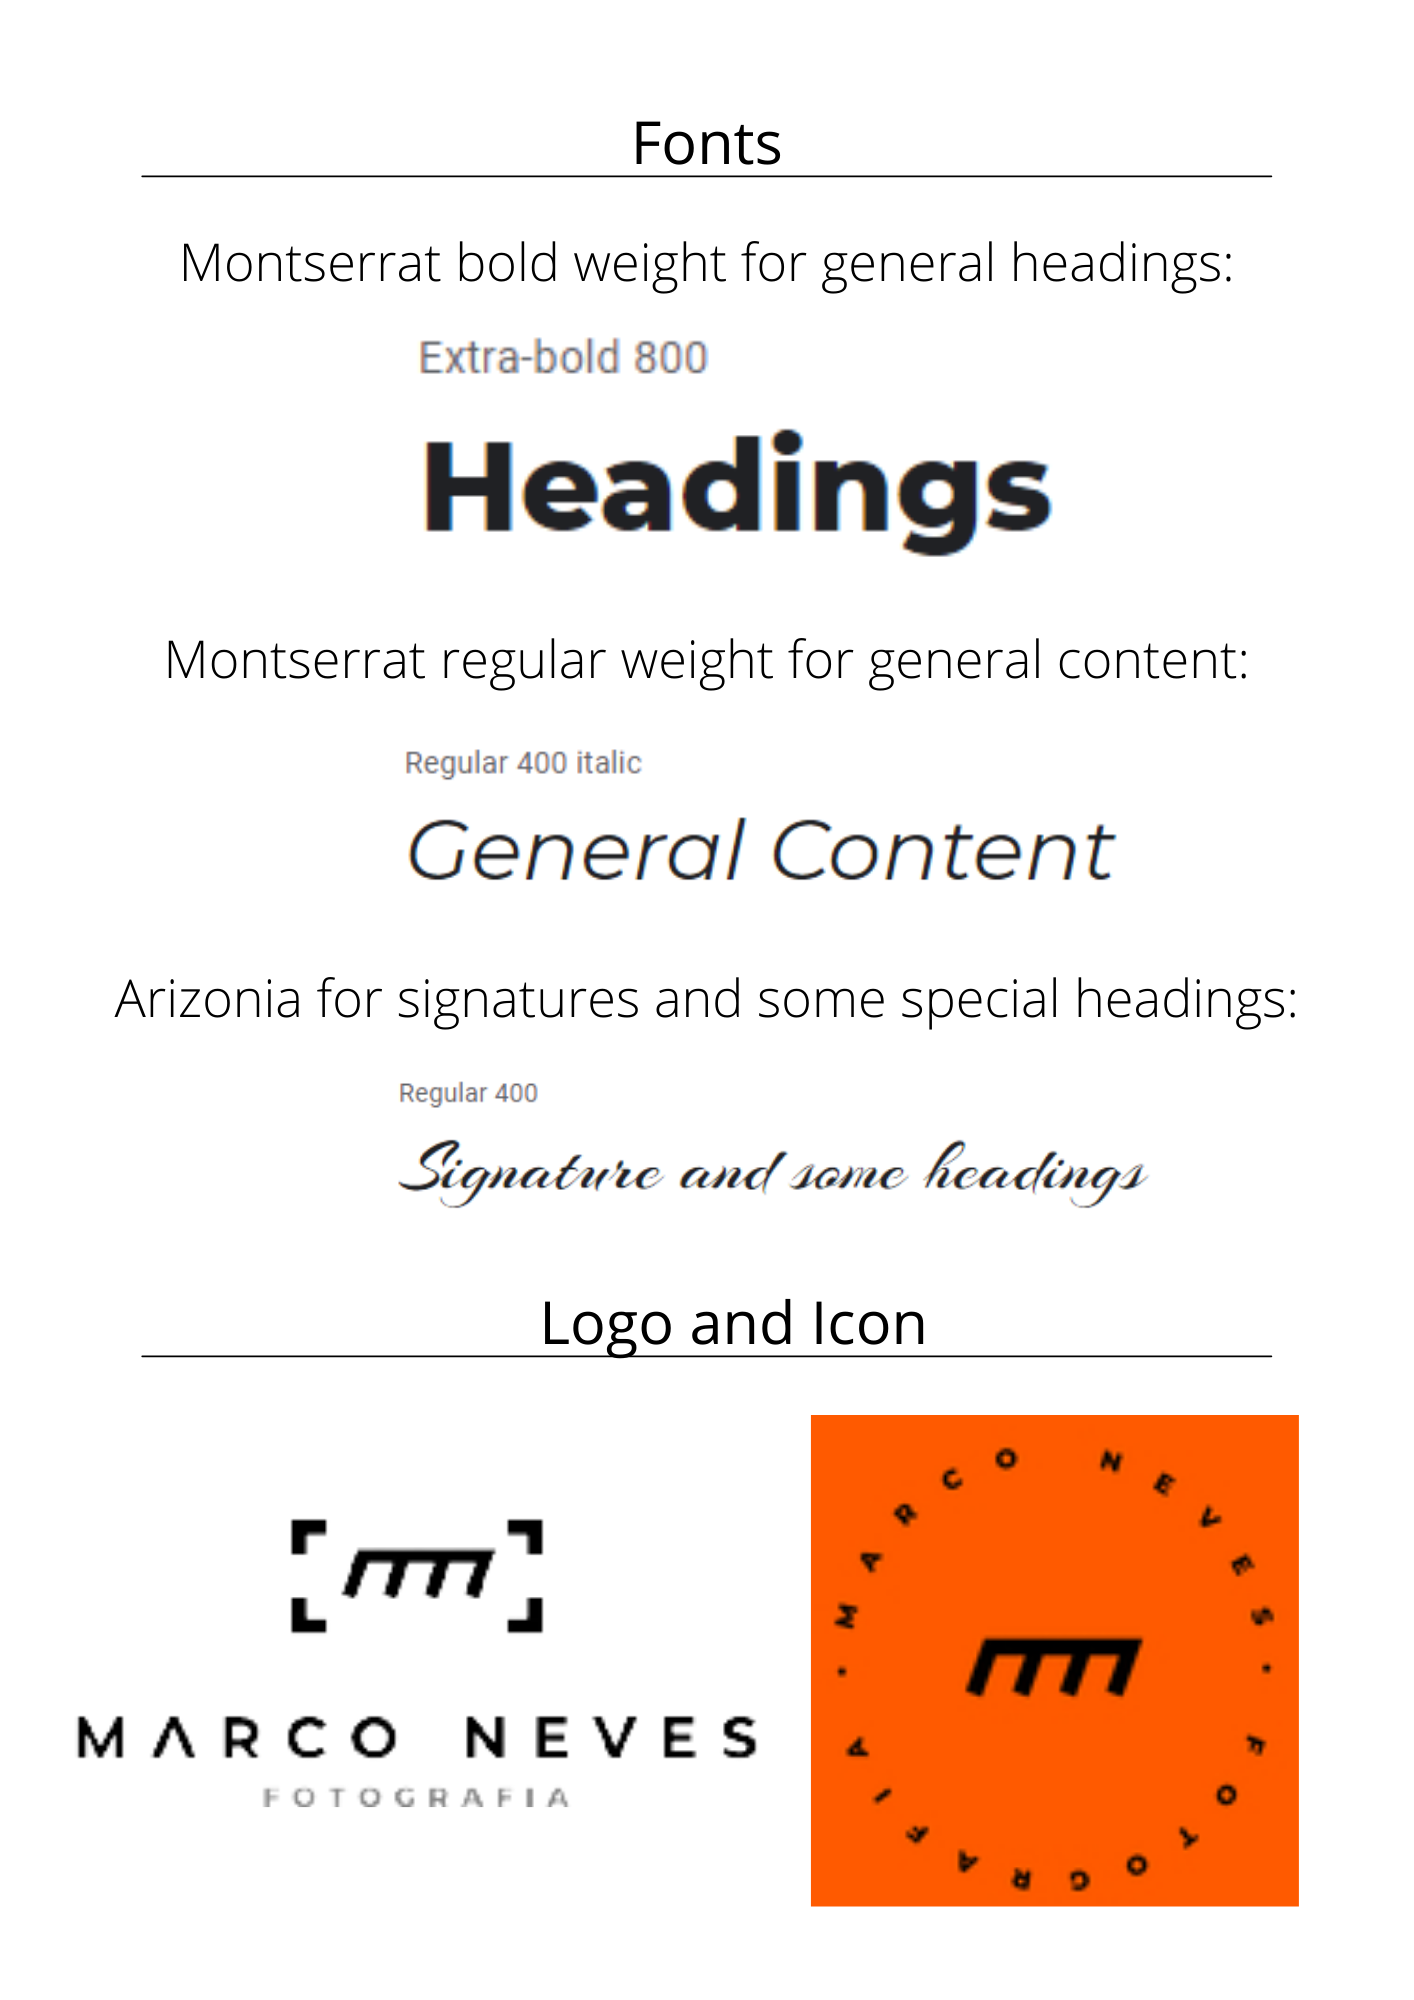 Fonts
Montserrat bold weight for general headings:
Extra-bold 800
Headings
Montserrat regular weight for general content:
Regular 400 italic
General Content
Arizonia for signatures and some special headings:
Regular 400
Signature and some headings
Logo and Icon
MARCO NEVES
FOTOGRAFIA
· MARCO NEVES · FOTOGRAFIA